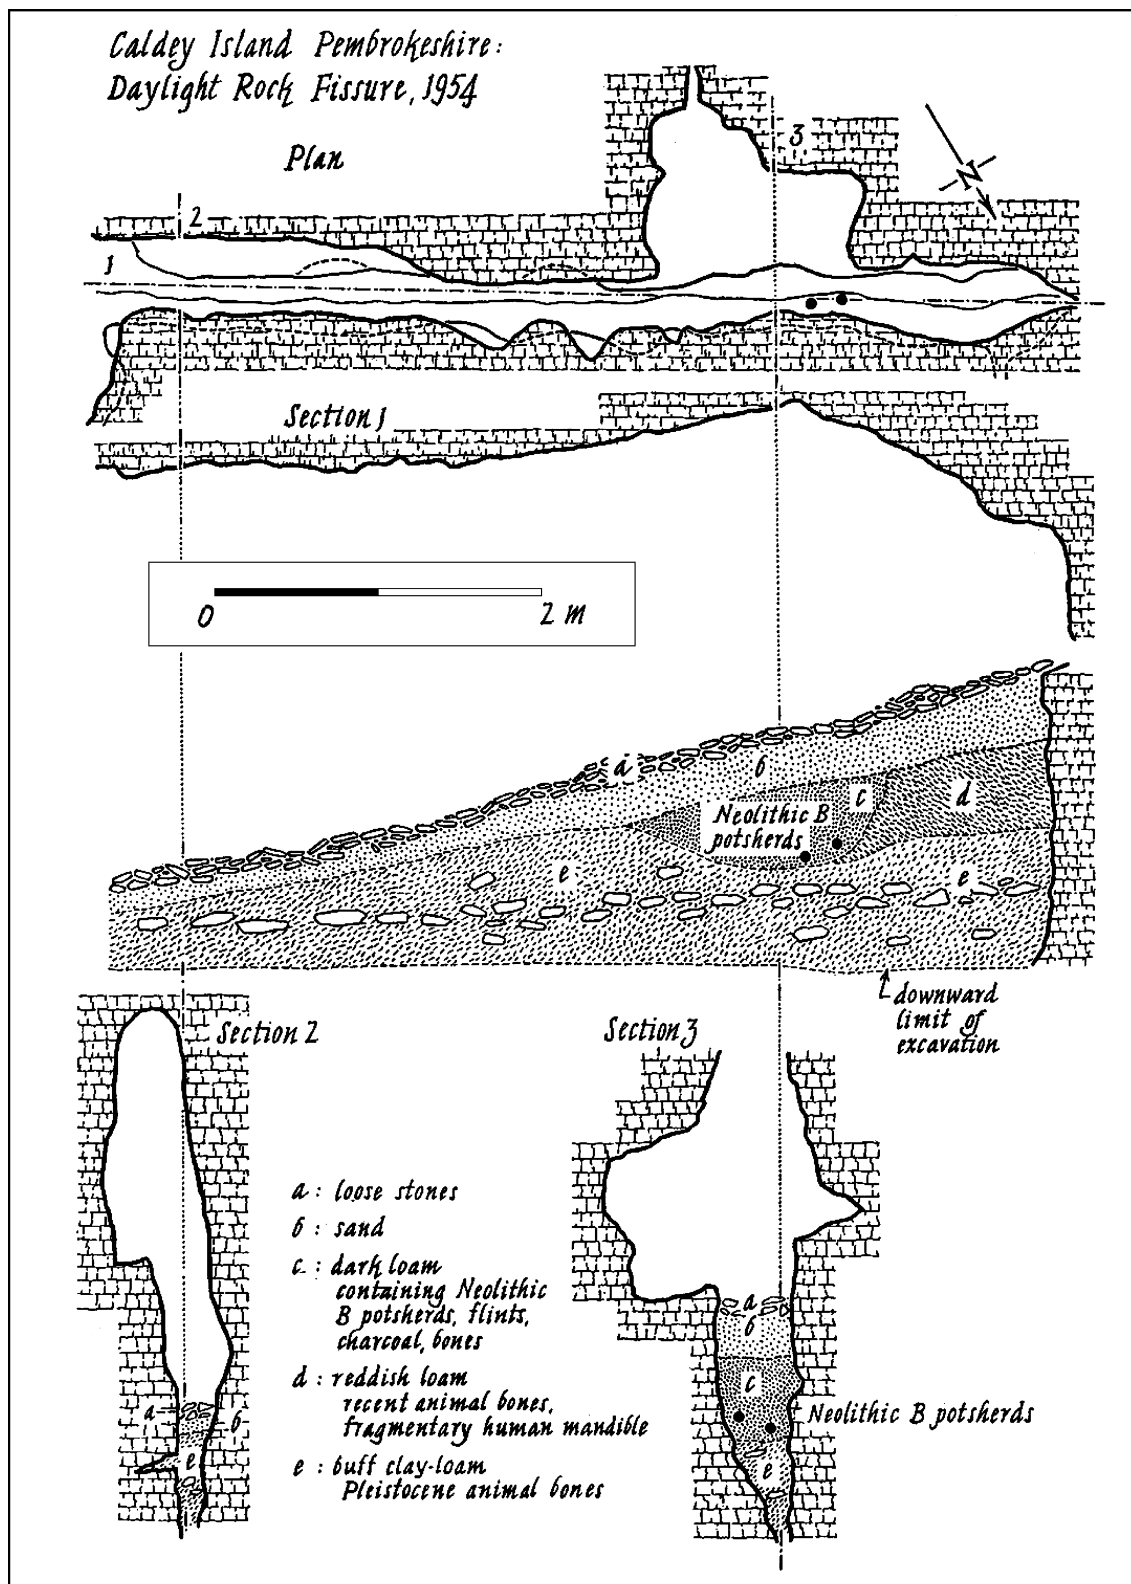 Caldey Island Pembrokeshire:
Daylight Rock Fissure, 1954
Plan
3
N
2
1
Section 1
0 2 m
a b
c d
Neolithic B
potsherds
e e
downward
limit of
excavation
Section 2
Section 3
a : loose stones
b : sand
c : dark loam
containing Neolithic
B potsherds, flints,
charcoal, bones
d : reddish loam
recent animal bones,
fragmentary human mandible
e : buff clay-loam
Pleistocene animal bones
a b
e
a
b
c
Neolithic B potsherds
e